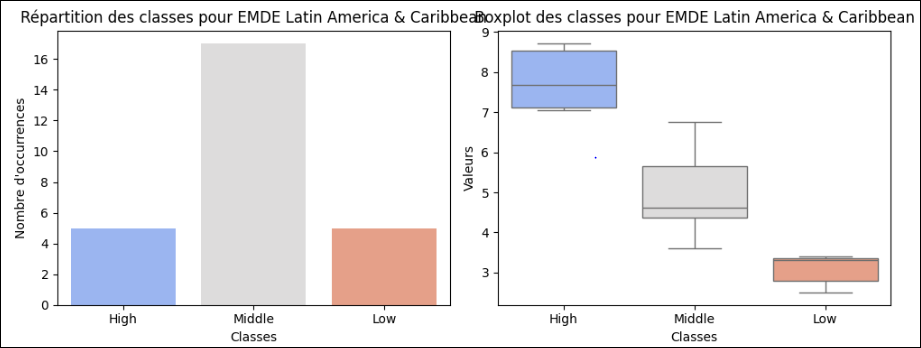 Répartition des classes pour EMDE Latin America & Caribbean
16
14
12
10
8
6
4
2
0
Nombre d'occurrences
High
Middle
Low
Classes
Boxplot des classes pour EMDE Latin America & Caribbean
9
8
7
6
5
4
3
Valeurs
High
Middle
Low
Classes